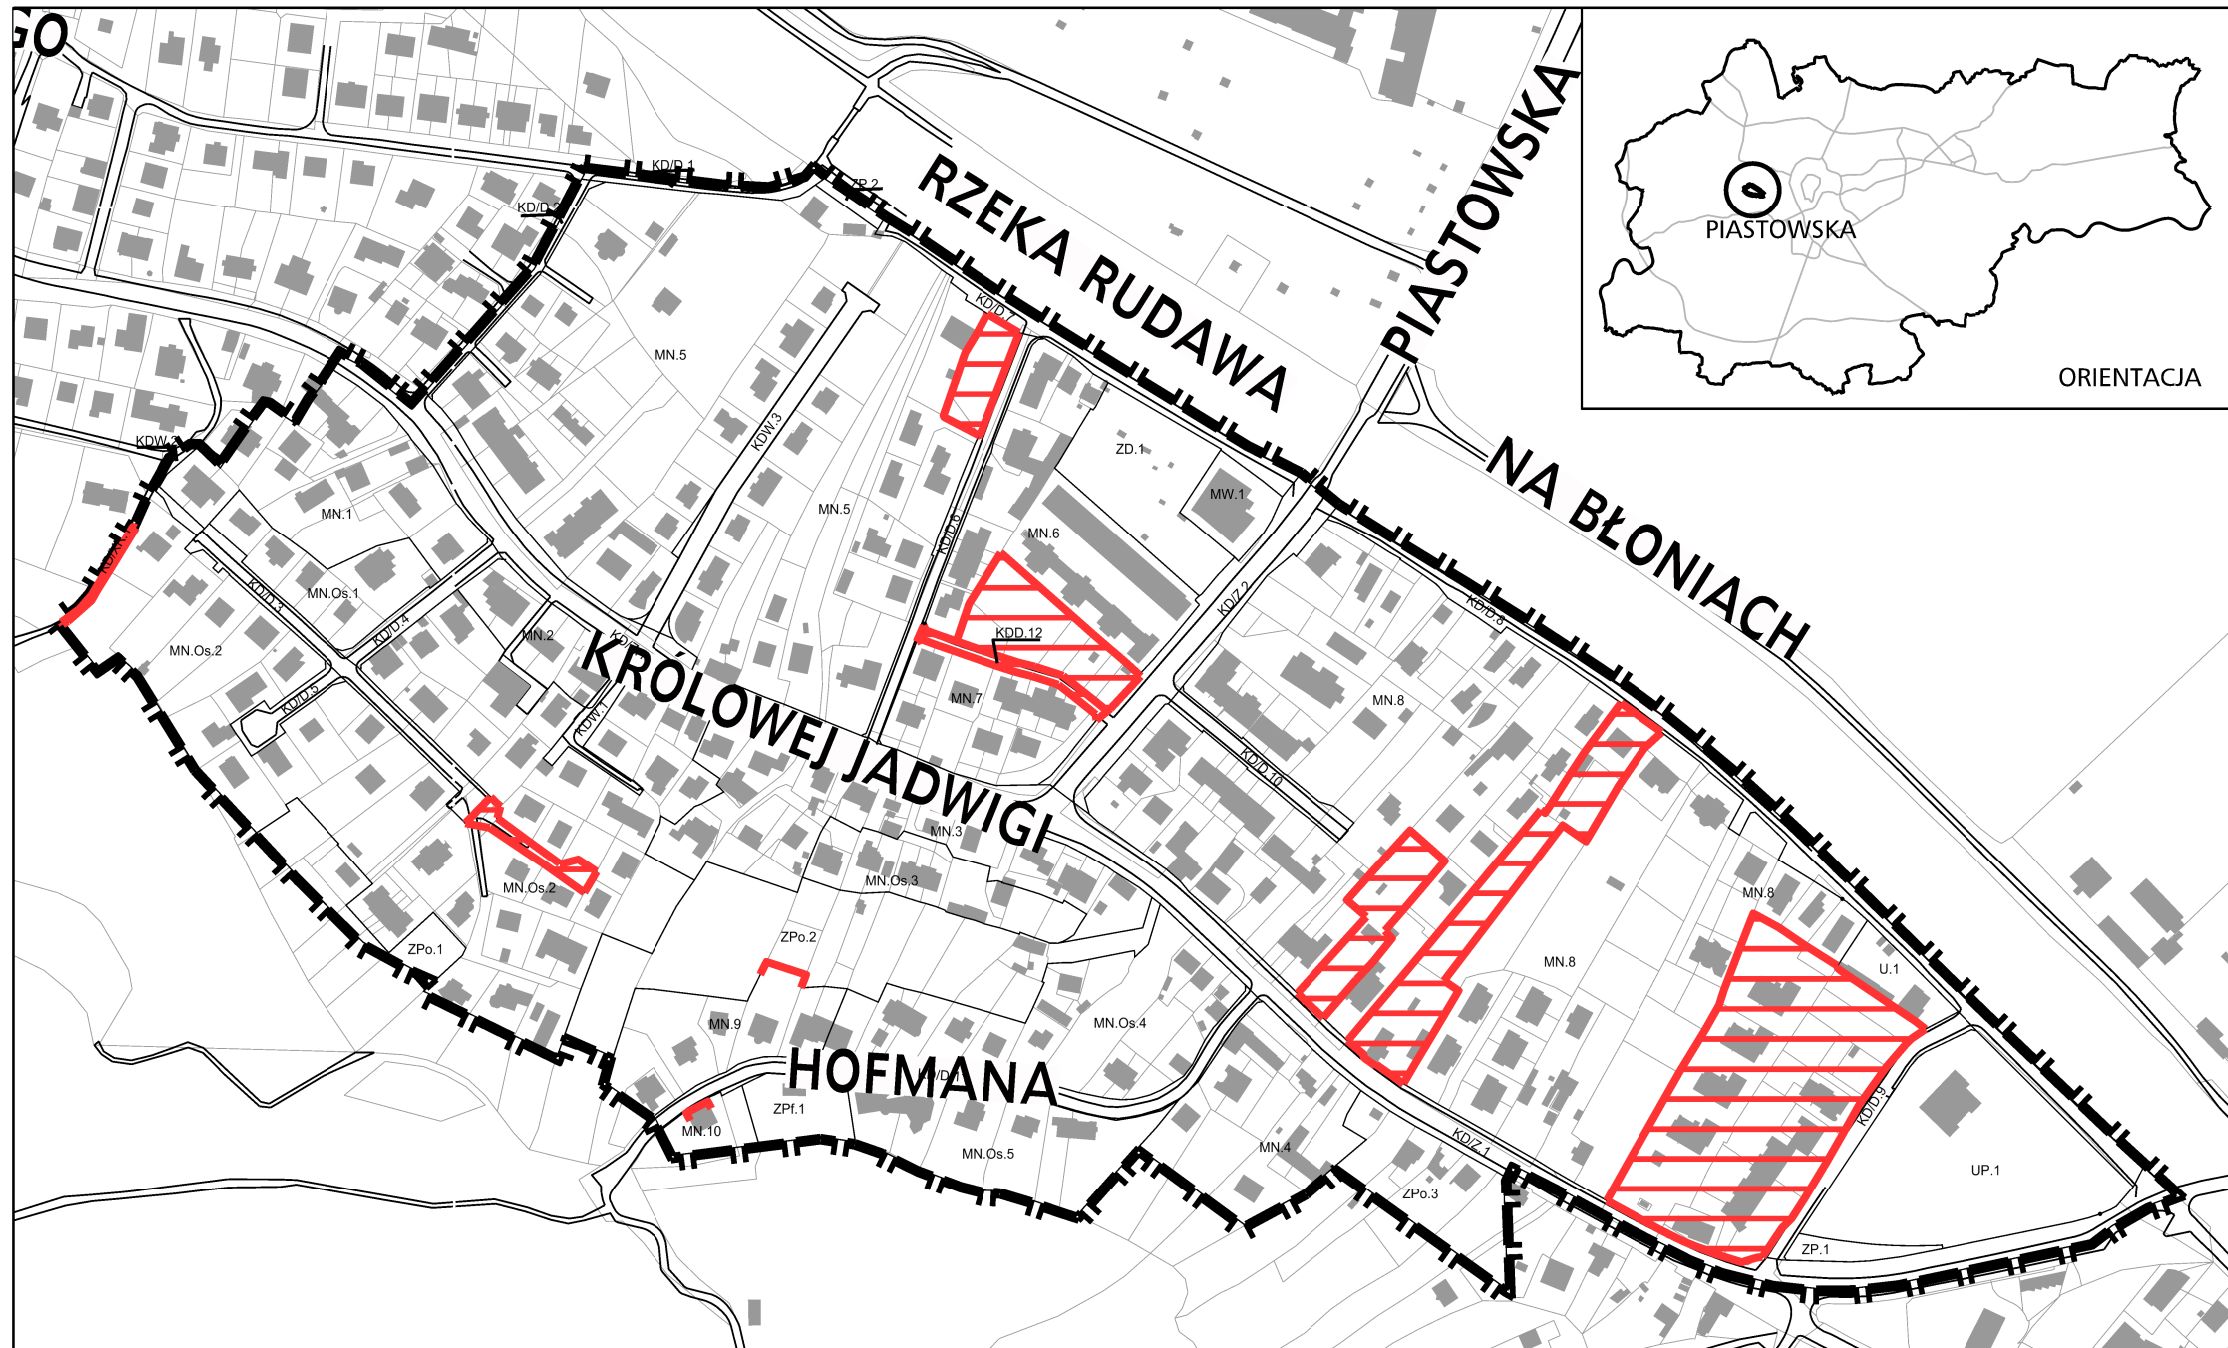 GO
KD/D.1
ZP.2
KD/D.2
RZEKA RUDAWA
PIASTOWSKA
PIASTOWSKA
ORIENTACJA
KD/D.7
MN.5
KDW.3
KDW.2
ZD.1
MW.1
NA BŁONIACH
MN.1
MN.5
KD/D.6
MN.6
KD/D.3
MN.Os.1
KD/Z.2
KD/D.8
KD/D.4
MN.2
KDD.12
MN.Os.2
KRÓLOWEJ JADWIGI
KD/D.5
KDW.1
MN.7
MN.8
KD/D.10
MN.3
MN.Os.2
MN.Os.3
MN.8
ZPo.1
ZPo.2
MN.8
U.1
MN.9
MN.Os.4
HOFMANA
ZPf.1
MN.10
KD/D.9
MN.Os.5
MN.4
KD/Z.1
ZPo.3
UP.1
ZP.1